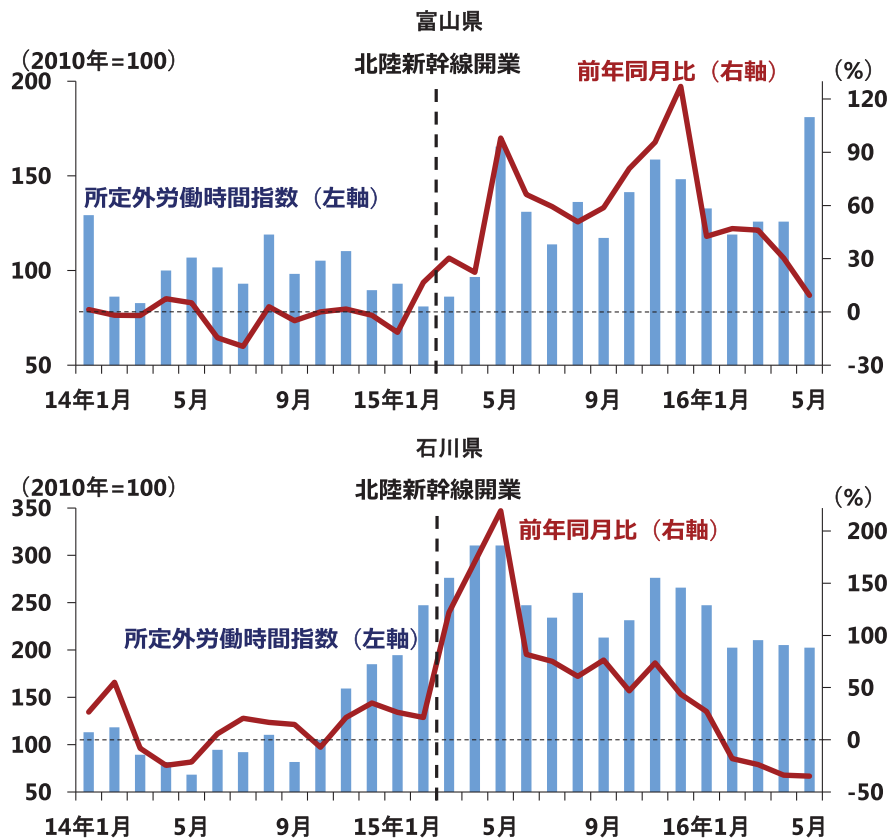 富山県
（2010年=100）
北陸新幹線開業
前年同月比（右軸）
（%）
200
150
100
50
所定外労働時間指数（左軸）
120
90
60
30
0
-30
14年1月 5月 9月 15年1月 5月 9月 16年1月 5月
石川県
（2010年=100）
北陸新幹線開業
前年同月比（右軸）
（%）
350
300
250
200
150
100
50
所定外労働時間指数（左軸）
200
150
100
50
0
-50
14年1月 5月 9月 15年1月 5月 9月 16年1月 5月